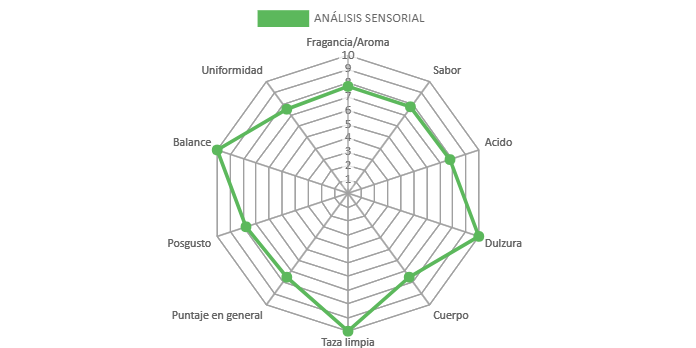 ANÁLISIS SENSORIAL
Fragancia/Aroma
10
9
8
7
6
5
4
3
2
1
Uniformidad
Sabor
Balance
Acido
Posgusto
Dulzura
Puntaje en general
Cuerpo
Taza limpia